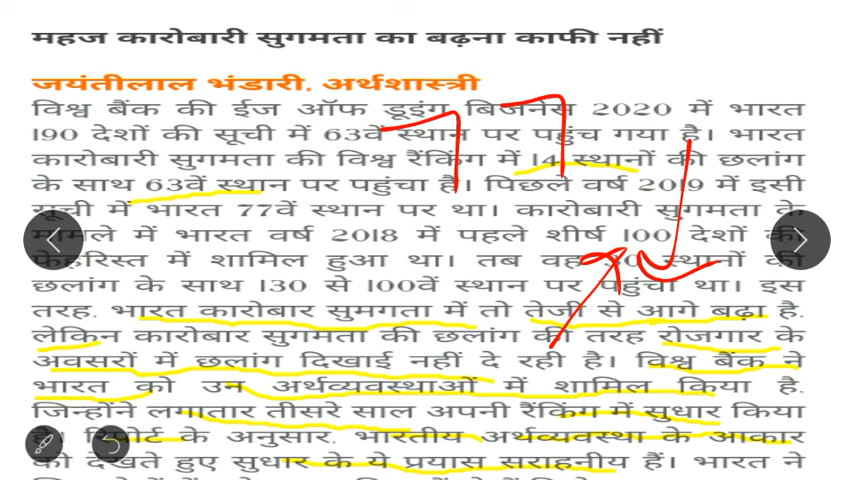 महज कारोबारी सुगमता का बढ़ना काफी नहीं
जयंतीलाल भंडारी, अर्थशास्त्री
विश्व बैंक की ईज ऑफ डूइंग बिजनेस 2020 में भारत
190 देशों की सूची में 63वें स्थान पर पहुंच गया है। भारत
कारोबारी सुगमता की विश्व रैंकिंग में 14 स्थानों की छलांग
के साथ 63वें स्थान पर पहुंचा है। पिछले वर्ष 2019 में इसी
सूची में भारत 77वें स्थान पर था। कारोबारी सुगमता के
मामले में भारत वर्ष 2018 में पहले शीर्ष 100 देशों की
फेहरिस्त में शामिल हुआ था। तब वह 30 स्थानों की
छलांग के साथ 130 से 100वें स्थान पर पहुंचा था। इस
तरह, भारत कारोबार सुमगता में तो तेजी से आगे बढ़ा है,
लेकिन कारोबार सुगमता की छलांग की तरह रोजगार के
अवसरों में छलांग दिखाई नहीं दे रही है। विश्व बैंक ने
भारत को उन अर्थव्यवस्थाओं में शामिल किया है,
जिन्होंने लगातार तीसरे साल अपनी रैंकिंग में सुधार किया
है। रिपोर्ट के अनुसार, भारतीय अर्थव्यवस्था के आकार
को देखते हुए सुधार के ये प्रयास सराहनीय हैं। भारत ने